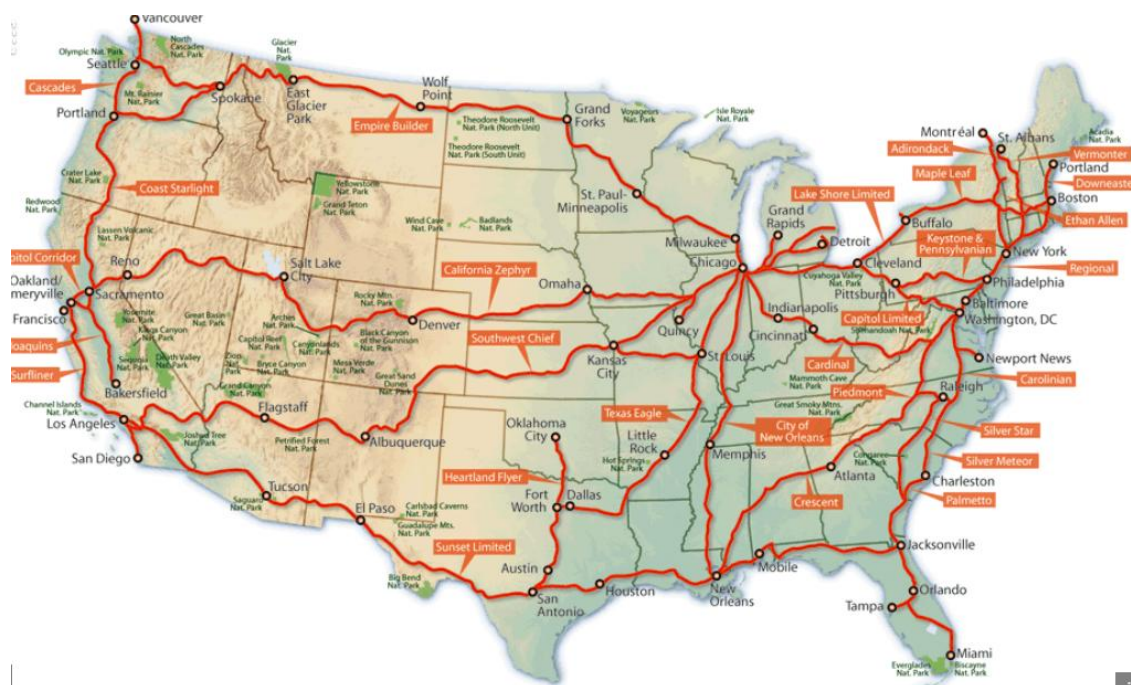 Vancouver
North
Cascades
Nat. Park
Olympic Nat. Park
Seattle
Cascades
Mt. Rainier
Nat. Park
Portland
Spokane
Glacier
Nat.
Park
East
Glacier
Park
Wolf
Point
Empire Builder
Theodore Roosevelt
Nat. Park (North Unit)
Theodore Roosevelt
Nat. Park (South Unit)
Grand
Forks
Voyageurs
Nat. Park
Isle Royale
Nat. Park
St. Paul-
Minneapolis
Milwaukee
Chicago
Grand
Rapids
Detroit
Lake Shore Limited
Maple Leaf
Adirondack
Montréal
St. Albans
Acadia
Nat. Park
Vermonter
Portland
Downeaste
Boston
Ethan Allen
Buffalo
Keystone &
Pennsylvanian
New York
Regional
Cleveland
Cuyahoga Valley
Nat. Park
Pittsburgh
Philadelphia
Baltimore
Washington, DC
Capitol Limited
Shenandoah Nat. Park
Crater Lake
Nat. Park
Coast Starlight
Redwood
Nat. Park
Lassen Volcanic
Nat. Park
Yellowstone
Nat. Park
Grand Teton
Nat. Park
Wind Cave
Nat. Park
Badlands
Nat. Park
pitol Corridor
Reno
Salt Lake
City
California Zephyr
Omaha
Oakland/
meryville
Sacramento
Francisco
Yosemite
Nat. Park
Kings Canyon
Nat. Park
Great Basin
Nat. Park
Arches
Nat. Park
Rocky Mtn.
Nat. Park
Denver
Quincy
Indianapolis
Cincinnati
oaquins
Surfliner
Sequoia
Nat. Park
Death Valley
Nat. Park
Zion
Nat.
Park
Capitol Reef
Nat. Park
Canyonlands
Nat. Park
Bryce Canyon
Nat. Park
Black Canyon
of the Gunnison
Nat. Park
Mesa Verde
Nat. Park
Great Sand
Dunes
Nat. Park
Southwest Chief
Kansas
City
St. Louis
Cardinal
Newport News
Bakersfield
Grand Canyon
Nat. Park
Mammoth Cave
Nat. Park
Piedmont
Raleigh
Carolinian
Channel Islands
Nat. Park
Los Angeles
Flagstaff
Petrified Forest
Nat. Park
Albuquerque
Oklahoma
City
Texas Eagle
Little
Rock
Hot Springs
Nat. Park
City of
New Orleans
Memphis
Great Smoky Mtns.
Nat. Park
Silver Star
Joshua Tree
Nat. Park
San Diego
Heartland Flyer
Atlanta
Congaree
Nat. Park
Silver Meteor
Charleston
Tucson
Saguaro
Nat. Park
El Paso
Carlsbad Caverns
Nat. Park
Guadalupe Mts.
Nat. Park
Fort
Worth
Dallas
Crescent
Palmetto
Sunset Limited
Big Bend
Nat. Park
Austin
San
Antonio
Houston
New
Orleans
Mobile
Jacksonville
Orlando
Tampa
Miami
Everglades
Nat. Park
Biscayne
Nat. Park